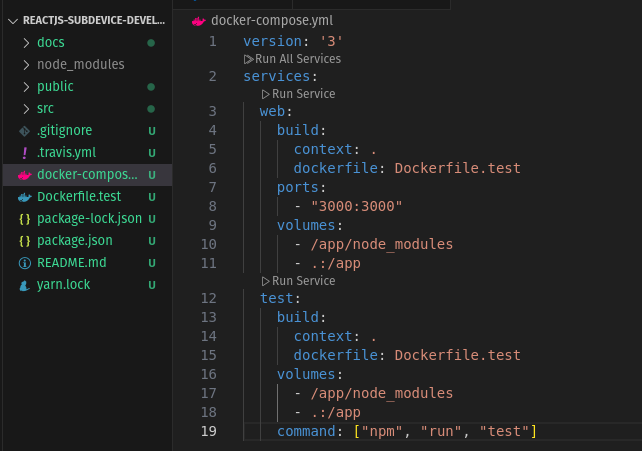 REACTJS-SUBDEVICE-DEVEL...
docs
node_modules
public
src
.gitignore U
.travis.yml U
docker-compos... U
Dockerfile.test U
package-lock.json U
package.json U
README.md U
yarn.lock U
docker-compose.yml
1 version: '3'
Run All Services
2 services:
Run Service
3 web:
4 build:
5 context: .
6 dockerfile: Dockerfile.test
7 ports:
8 - "3000:3000"
9 volumes:
10 - /app/node_modules
11 - .:/app
Run Service
12 test:
13 build:
14 context: .
15 dockerfile: Dockerfile.test
16 volumes:
17 - /app/node_modules
18 - .:/app
19 command: ["npm", "run", "test"]